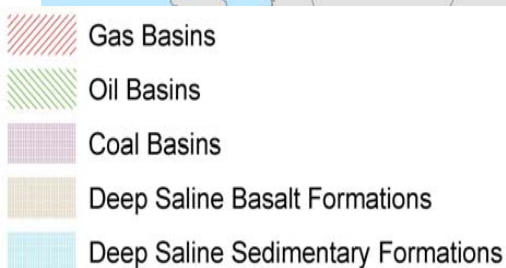 Gas Basins
Oil Basins
Coal Basins
Deep Saline Basalt Formations
Deep Saline Sedimentary Formations